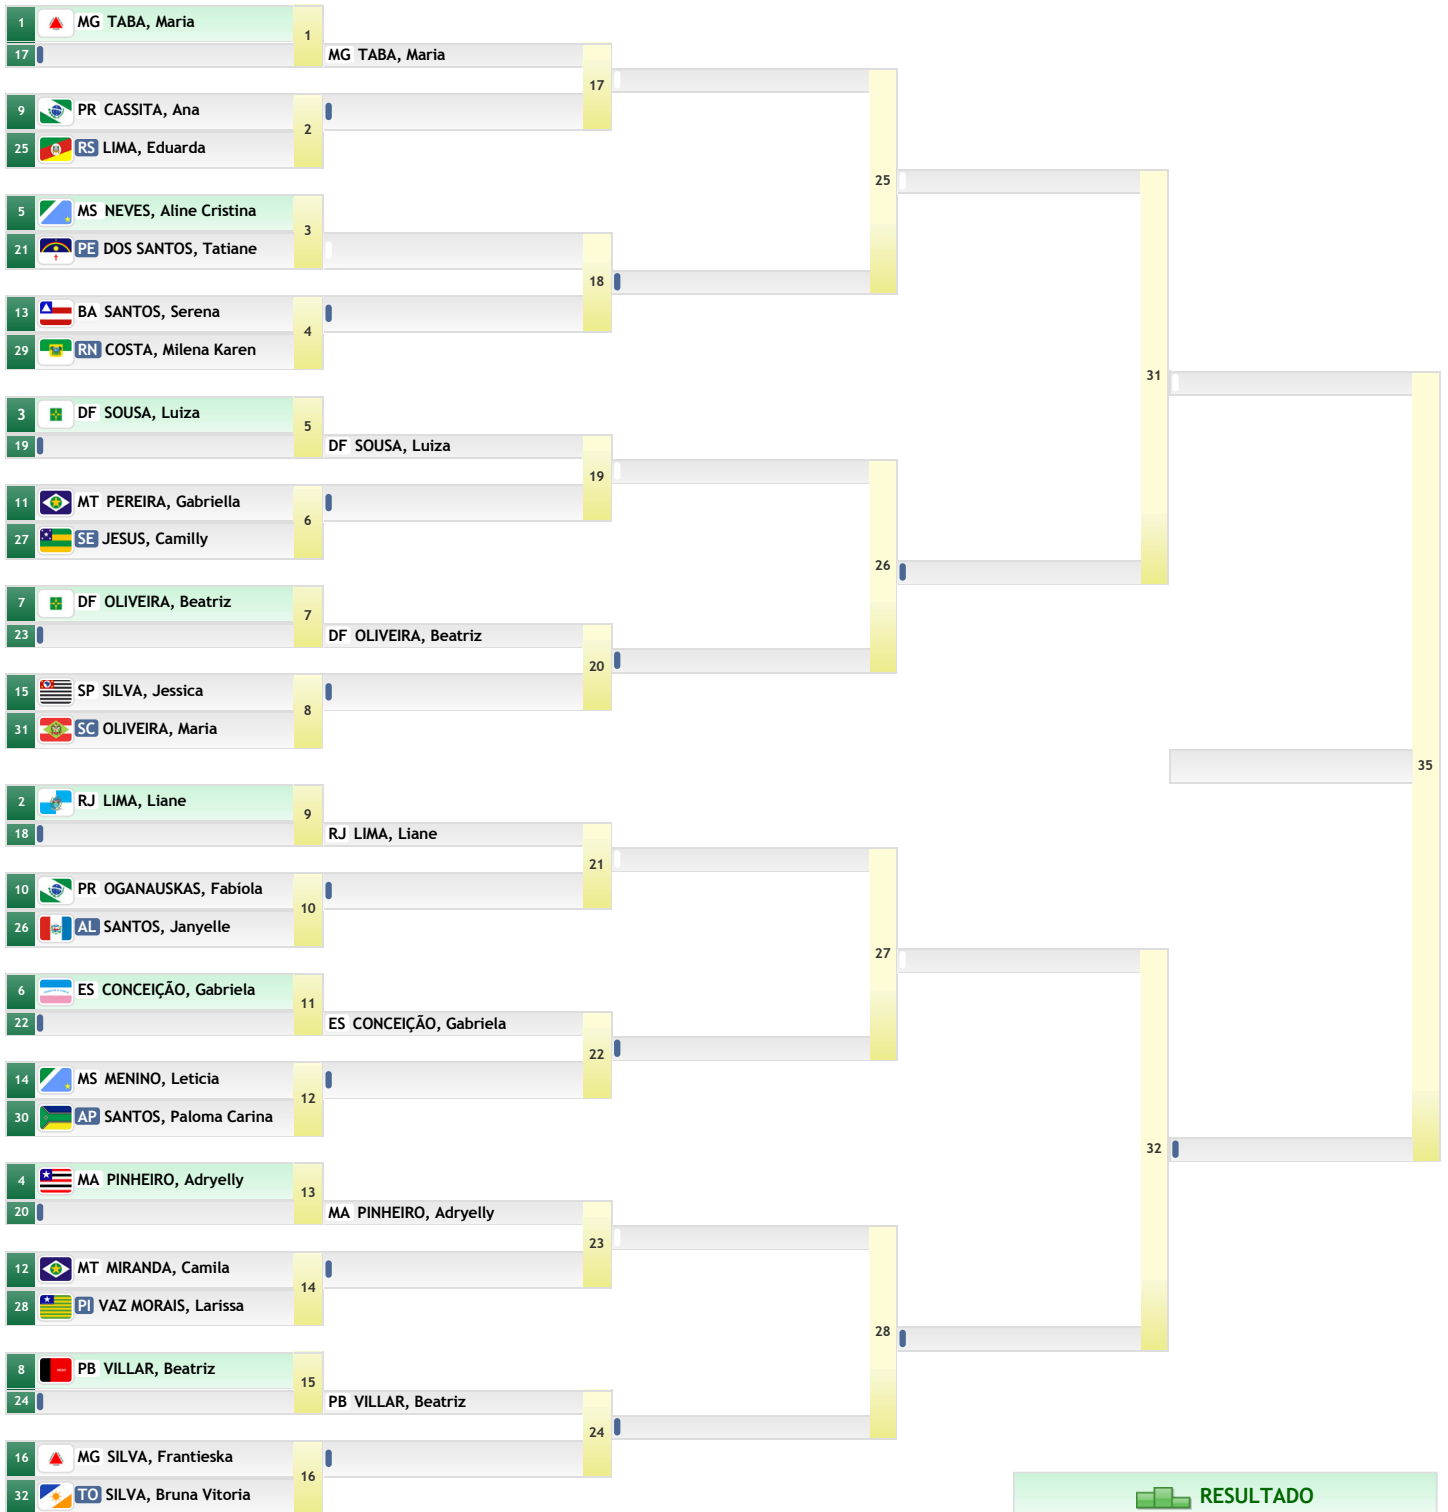 1 MG TABA, Maria
1
17
MG TABA, Maria
17
9 PR CASSITA, Ana
2
25 RS LIMA, Eduarda
25
5 MS NEVES, Aline Cristina
3
21 PE DOS SANTOS, Tatiane
18
13 BA SANTOS, Serena
4
29 RN COSTA, Milena Karen
31
3 DF SOUSA, Luiza
5
19
DF SOUSA, Luiza
19
11 MT PEREIRA, Gabriella
6
27 SE JESUS, Camilly
26
7 DF OLIVEIRA, Beatriz
7
23
DF OLIVEIRA, Beatriz
20
15 SP SILVA, Jessica
8
31 SC OLIVEIRA, Maria
35
2 RJ LIMA, Liane
9
18
RJ LIMA, Liane
21
10 PR OGANAUSKAS, Fabíola
10
26 AL SANTOS, Janyelle
27
6 ES CONCEIÇÃO, Gabriela
11
22
ES CONCEIÇÃO, Gabriela
22
14 MS MENINO, Leticia
12
30 AP SANTOS, Paloma Carina
32
4 MA PINHEIRO, Adryelly
13
20
MA PINHEIRO, Adryelly
23
12 MT MIRANDA, Camila
14
28 PI VAZ MORAIS, Larissa
28
8 PB VILLAR, Beatriz
15
24
PB VILLAR, Beatriz
24
16 MG SILVA, Frantieska
16
32 TO SILVA, Bruna Vitoria
RESULTADO